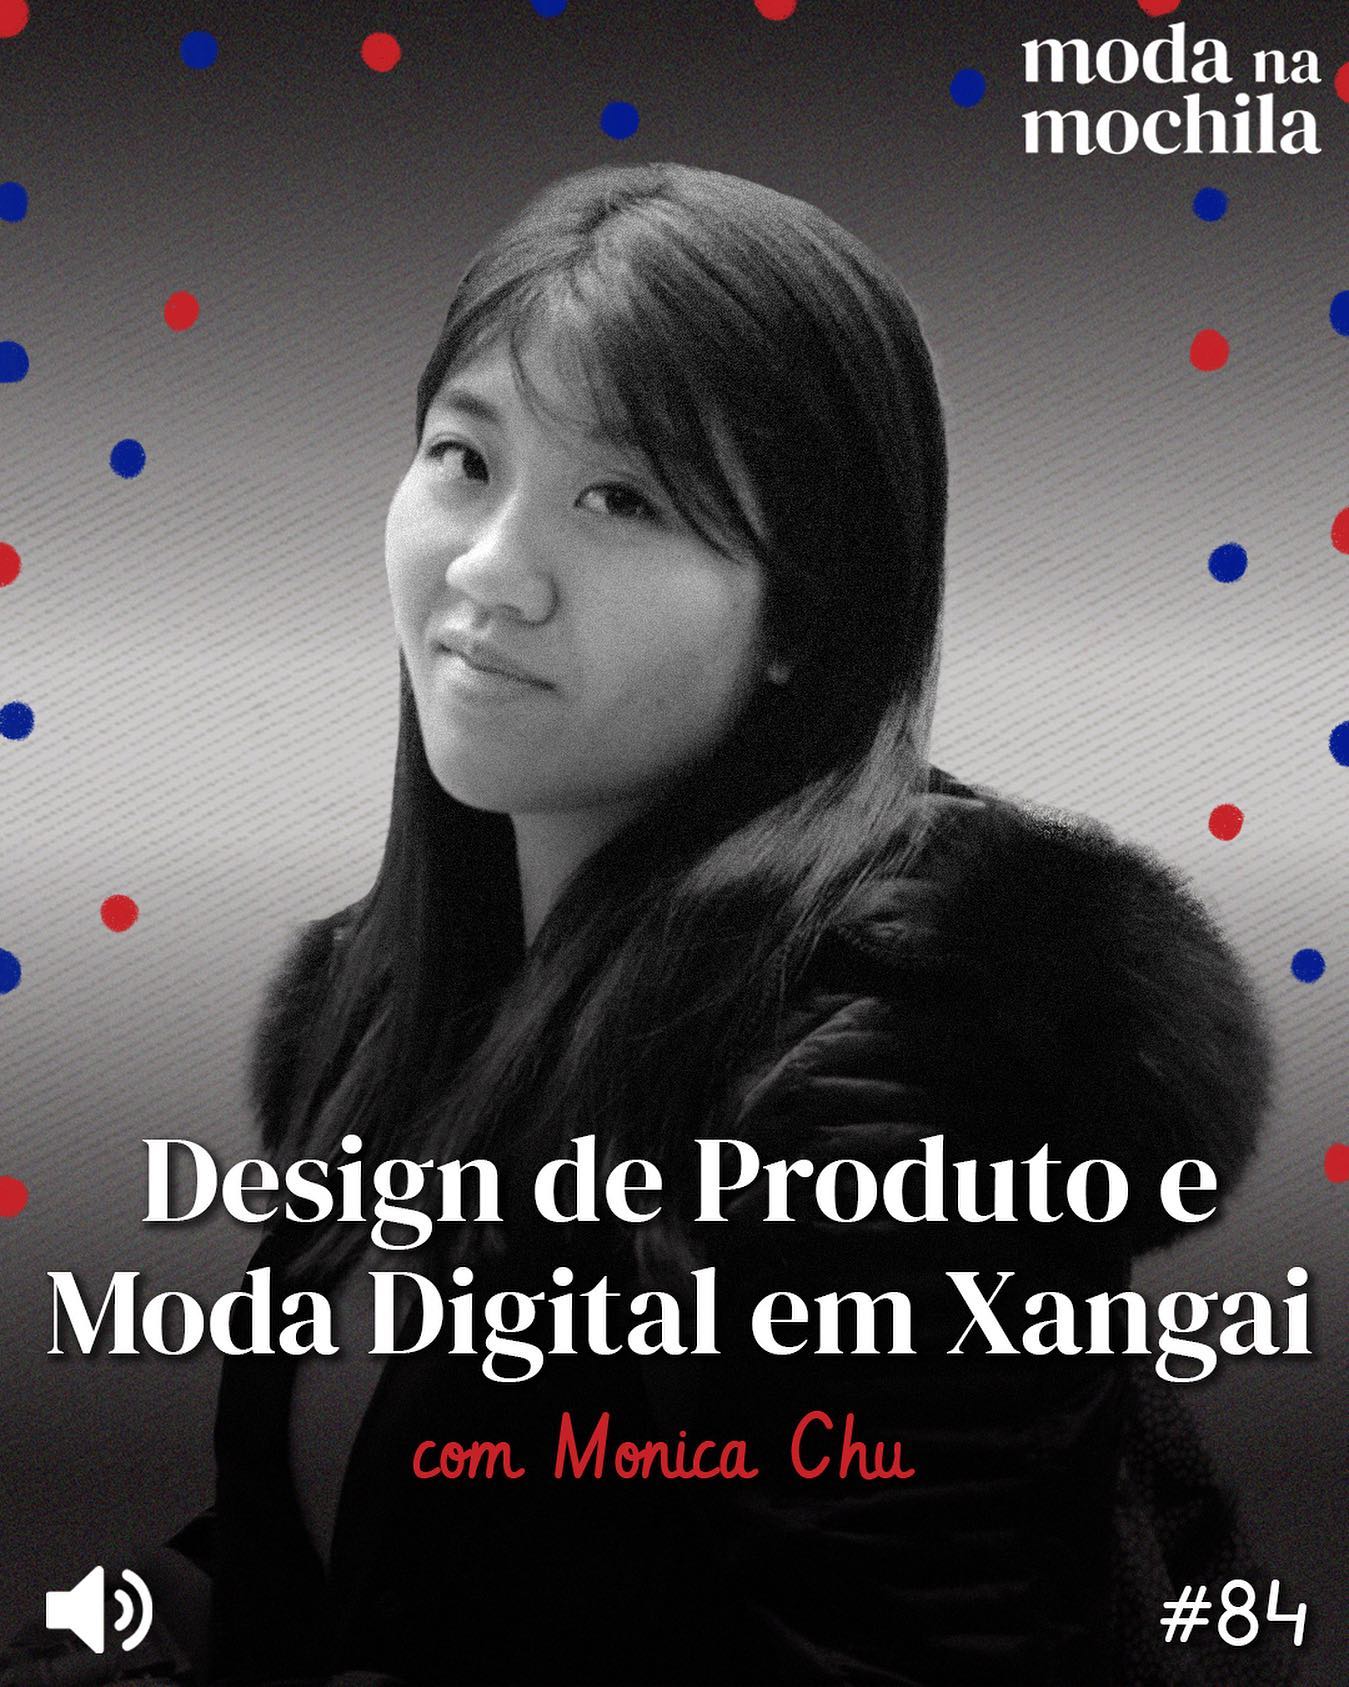 moda na
mochila
Design de Produto e
Moda Digital em Xangai
com Monica Chu
#84